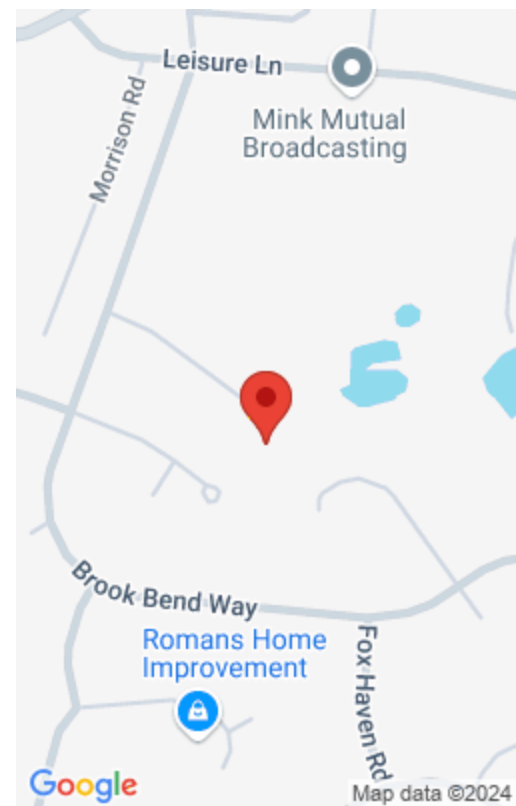 Leisure Ln
Morrison Rd
Mink Mutual
Broadcasting
Brook Bend Way
Romans Home
Improvement
Fox Haven Rd
Google
Map data ©2024